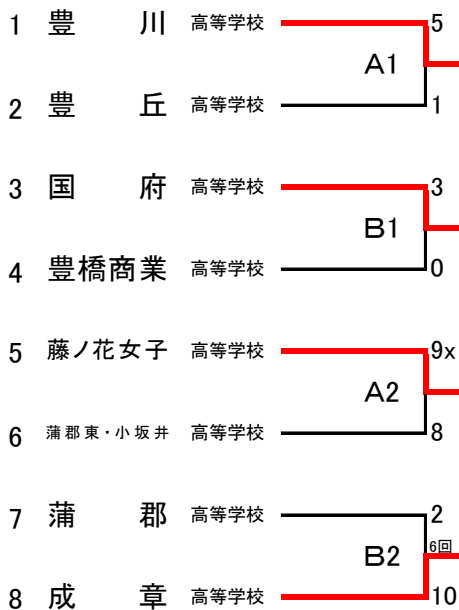 1 豊川 高等学校 5
A1
2 豊丘 高等学校 1
3 国府 高等学校 3
B1
4 豊橋商業 高等学校 0
5 藤ノ花女子 高等学校 9x
A2
6 蒲郡東・小坂井 高等学校 8
7 蒲郡 高等学校 2
B2 6回
8 成章 高等学校 10